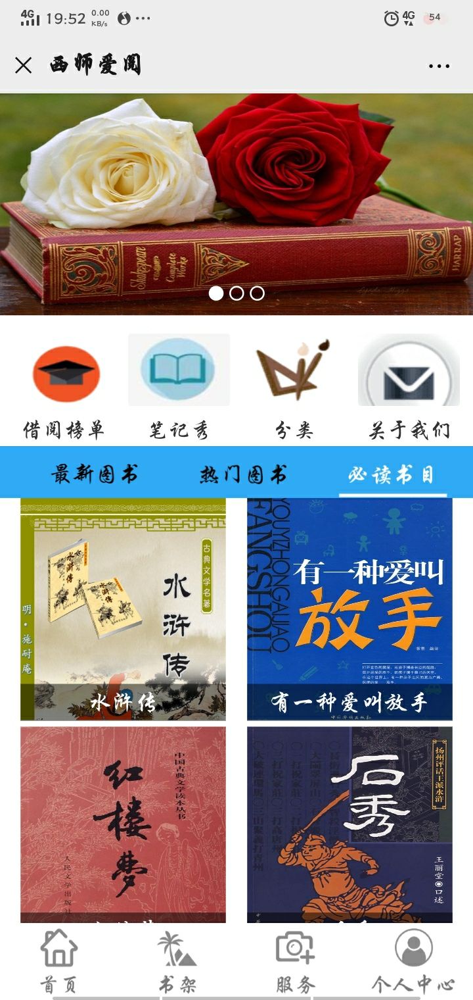 4G 19:52 0.00 KB/s 4G 54
西师爱阅
Shakespeare
Complete Works
HARRAP
借阅榜单 笔记秀 分类 关于我们
最新图书 热门图书 必读书目
古典文学名著
水浒传
明·施耐庵
水浒传
YOUYIZHONGAIJIAO
FANGSHOU
有一种爱叫
放手
有一种爱叫放手
中国古典文学读本丛书
红楼梦
人民文学出版社
扬州评话王派水浒
石秀
王丽堂◎口述
首页 书架 服务 个人中心